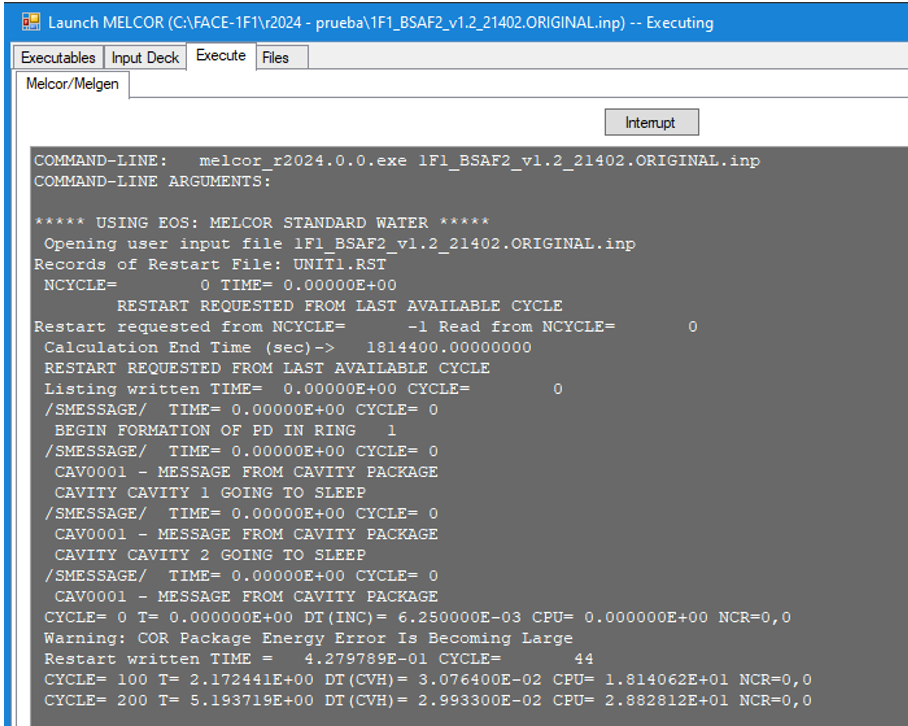 Launch MELCOR (C:\FACE-1F1\r2024 - prueba\1F1_BSAF2_v1.2_21402.ORIGINAL.inp) -- Executing
Executables Input Deck Execute Files
Melcor/Melgen
Interrupt
COMMAND-LINE:   melcor_r2024.0.0.exe 1F1_BSAF2_v1.2_21402.ORIGINAL.inp
COMMAND-LINE ARGUMENTS:
***** USING EOS: MELCOR STANDARD WATER *****
Opening user input file 1F1_BSAF2_v1.2_21402.ORIGINAL.inp
Records of Restart File: UNIT1.RST
NCYCLE=        0 TIME= 0.00000E+00
RESTART REQUESTED FROM LAST AVAILABLE CYCLE
Restart requested from NCYCLE=      -1 Read from NCYCLE=       0
Calculation End Time (sec)->   1814400.00000000
RESTART REQUESTED FROM LAST AVAILABLE CYCLE
Listing written TIME=  0.00000E+00 CYCLE=        0
/SMESSAGE/  TIME= 0.00000E+00 CYCLE= 0
BEGIN FORMATION OF PD IN RING   1
/SMESSAGE/  TIME= 0.00000E+00 CYCLE= 0
CAV0001 - MESSAGE FROM CAVITY PACKAGE
CAVITY CAVITY 1 GOING TO SLEEP
/SMESSAGE/  TIME= 0.00000E+00 CYCLE= 0
CAV0001 - MESSAGE FROM CAVITY PACKAGE
CAVITY CAVITY 2 GOING TO SLEEP
/SMESSAGE/  TIME= 0.00000E+00 CYCLE= 0
CAV0001 - MESSAGE FROM CAVITY PACKAGE
CYCLE= 0 T= 0.000000E+00 DT(INC)= 6.250000E-03 CPU= 0.000000E+00 NCR=0,0
Warning: COR Package Energy Error Is Becoming Large
Restart written TIME =   4.279789E-01 CYCLE=       44
CYCLE= 100 T= 2.172441E+00 DT(CVH)= 3.076400E-02 CPU= 1.814062E+01 NCR=0,0
CYCLE= 200 T= 5.193719E+00 DT(CVH)= 2.993300E-02 CPU= 2.882812E+01 NCR=0,0